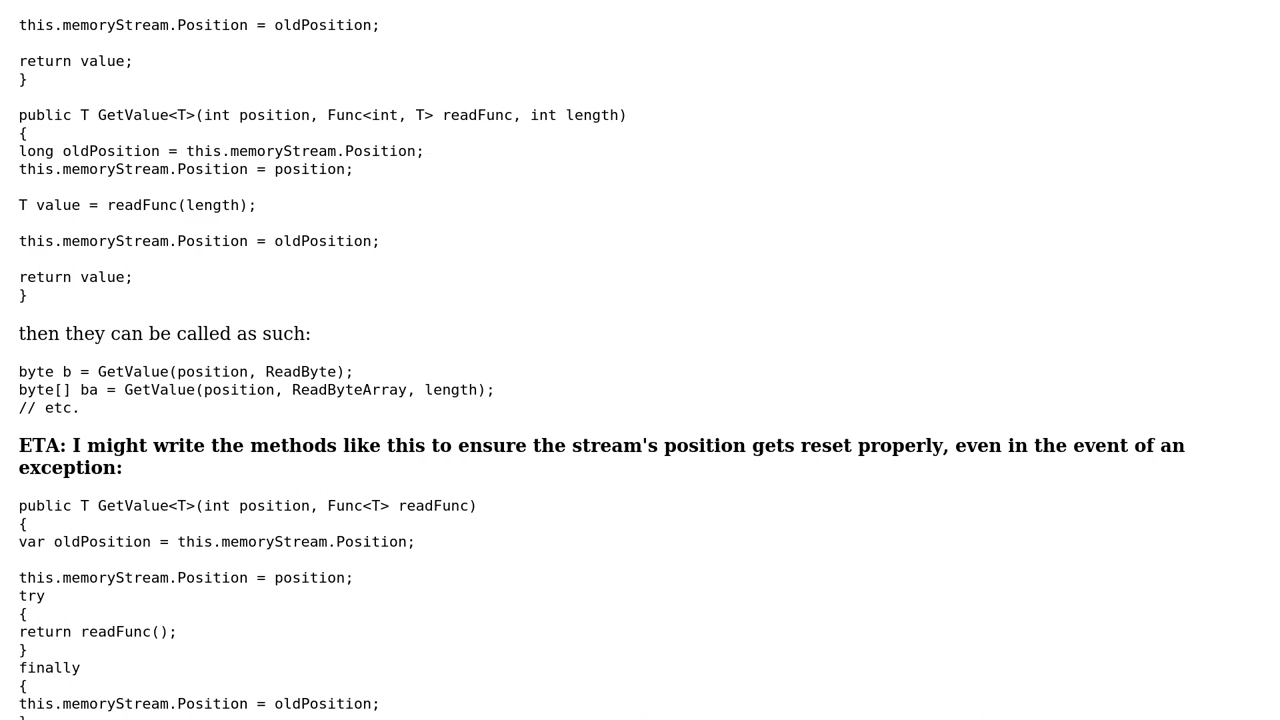 this.memoryStream.Position = oldPosition;
return value;
}
public T GetValue<T>(int position, Func<int, T> readFunc, int length)
{
long oldPosition = this.memoryStream.Position;
this.memoryStream.Position = position;
T value = readFunc(length);
this.memoryStream.Position = oldPosition;
return value;
}
then they can be called as such:
byte b = GetValue(position, ReadByte);
byte[] ba = GetValue(position, ReadByteArray, length);
// etc.
ETA: I might write the methods like this to ensure the stream's position gets reset properly, even in the event of an
exception:
public T GetValue<T>(int position, Func<T> readFunc)
{
var oldPosition = this.memoryStream.Position;
this.memoryStream.Position = position;
try
{
return readFunc();
}
finally
{
this.memoryStream.Position = oldPosition;
}